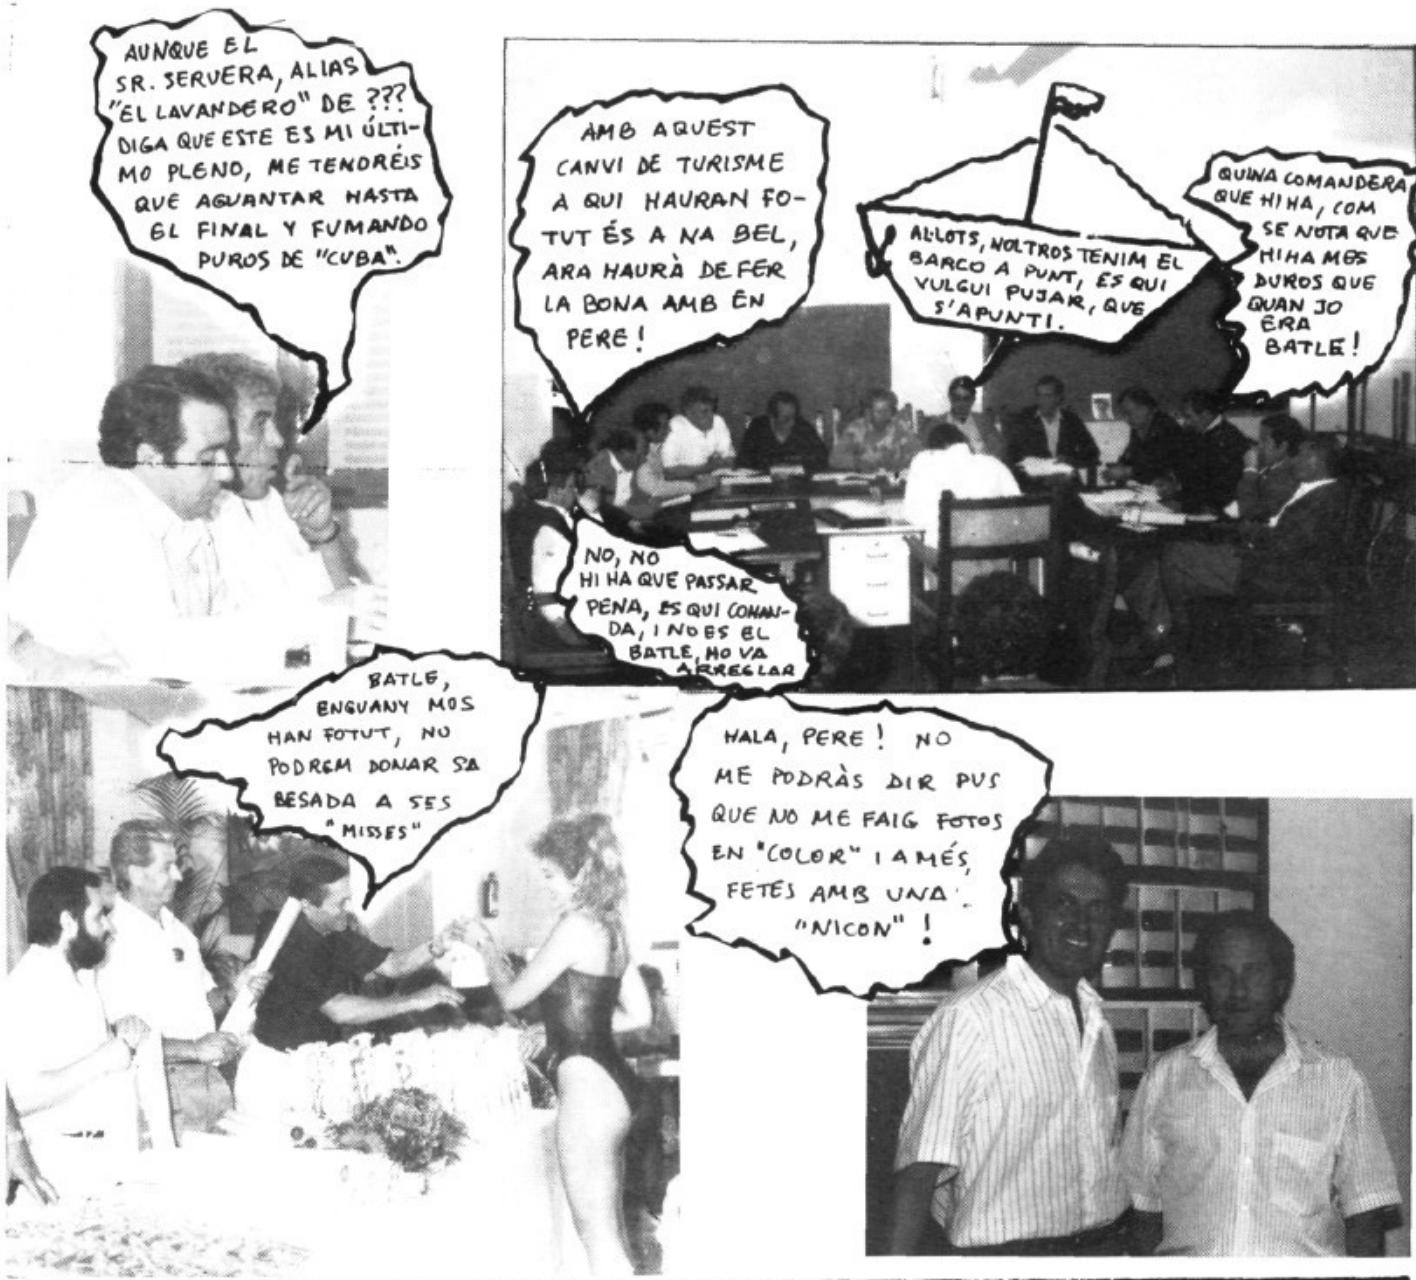 AUNQUE EL
SR. SERVERA, ALIAS
"EL LAVANDERO" DE ???
DIGA QUE ESTE ES MI ÚLTI-
MO PLENO, ME TENDRÉIS
QUE AGUANTAR HASTA
EL FINAL Y FUMANDO
PUROS DE "CUBA".
AMB AQUEST
CANVI DE TURISME
A QUI HAURAN FO-
TUT ÉS A NA BEL,
ARA HAURÀ DE FER
LA BONA AMB EN
PERE!
AL·LOTS, NOLTROS TENIM EL
BARCO A PUNT, ES QUI
VULGUI PUJAR, QUE
S'APUNTI.
QUINA COMANDERA
QUE HI HA, COM
SE NOTA QUE
HI HA MES
DUROS QUE
QUAN JO
ERA
BATLE!
NO, NO
HI HA QUE PASSAR
PENA, ES QUI COMAN-
DA, I NO ES EL
BATLE, HO VA
ARREGLAR
BATLE,
ENGUANY MOS
HAN FOTUT, NO
PODREM DONAR SA
BESADA A SES
"MISSES"
HALA, PERE! NO
ME PODRÀS DIR PUS
QUE NO ME FAIG FOTOS
EN "COLOR" I A MÉS,
FETES AMB UNA
"NICON"!